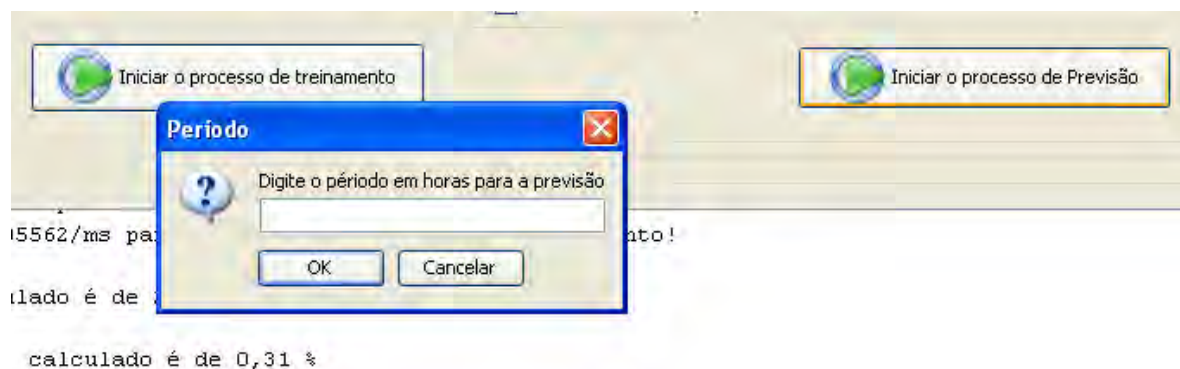 Iniciar o processo de treinamento
Iniciar o processo de Previsão
Período
Digite o périodo em horas para a previsão
OK
Cancelar
5562/ms nto!
lado é de
calculado é de 0,31 %